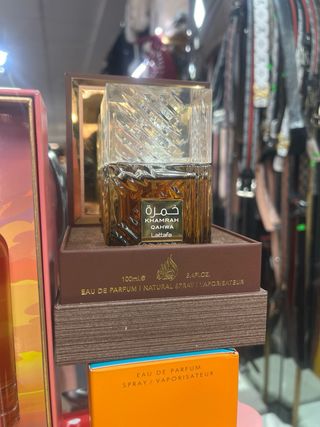 خمرة
KHAMRAH
QAHWA
Lattafa
100ml.℮ 3.4FL.OZ.
EAU DE PARFUM I NATURAL SPRAY I VAPORISATEUR
EAU DE PARFUM
SPRAY / VAPORISATEUR